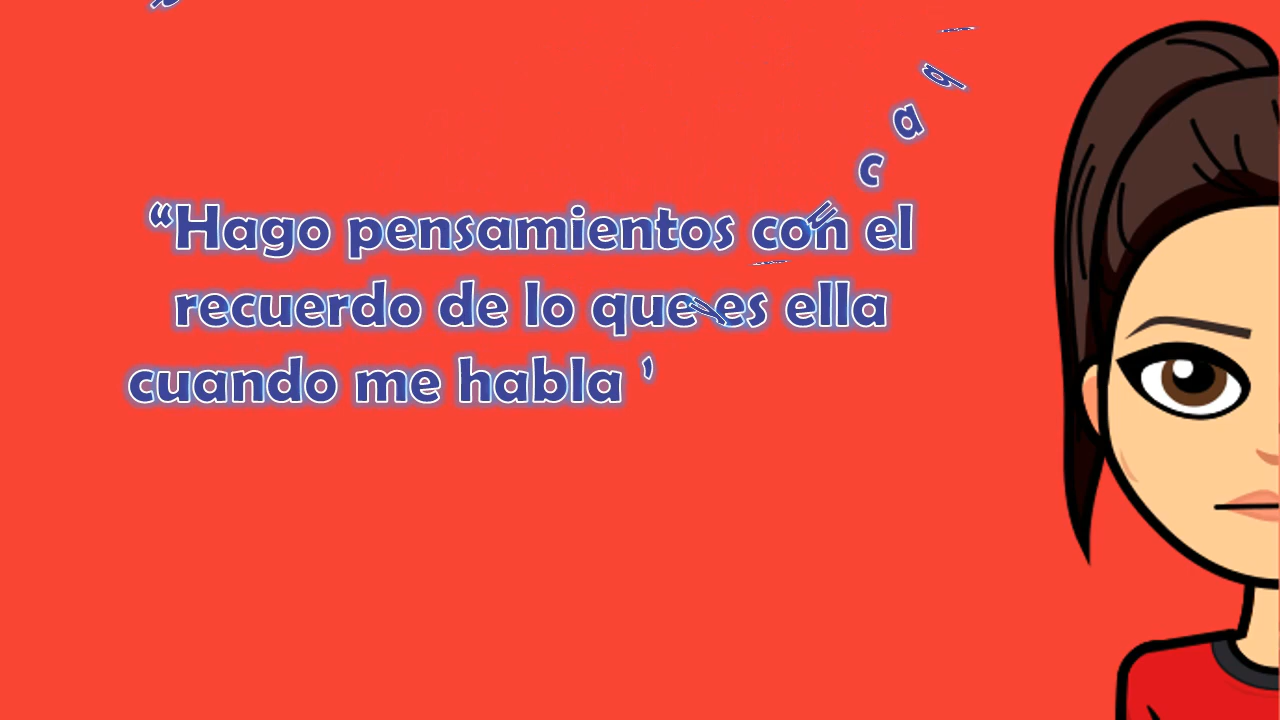 “Hago pensamientos con el
recuerdo de lo que es ella
cuando me habla